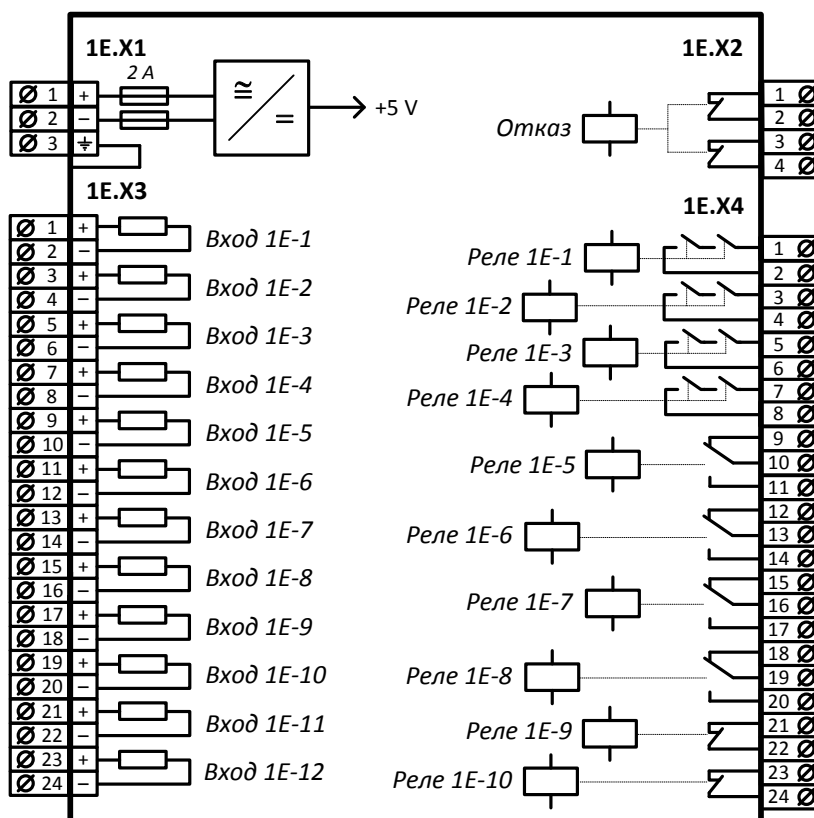 1E.X1
1E.X2
2 A
1 +
2 –
3
≅
=
+5 V
Отказ
1
2
3
4
1E.X3
1 +
2 –
Вход 1E-1
3 +
4 –
Вход 1E-2
5 +
6 –
Вход 1E-3
7 +
8 –
Вход 1E-4
9 +
10 –
Вход 1E-5
11 +
12 –
Вход 1E-6
13 +
14 –
Вход 1E-7
15 +
16 –
Вход 1E-8
17 +
18 –
Вход 1E-9
19 +
20 –
Вход 1E-10
21 +
22 –
Вход 1E-11
23 +
24 –
Вход 1E-12
1E.X4
Реле 1E-1
1
2
Реле 1E-2
3
4
Реле 1E-3
5
6
Реле 1E-4
7
8
Реле 1E-5
9
10
11
Реле 1E-6
12
13
14
Реле 1E-7
15
16
17
Реле 1E-8
18
19
20
Реле 1E-9
21
22
Реле 1E-10
23
24